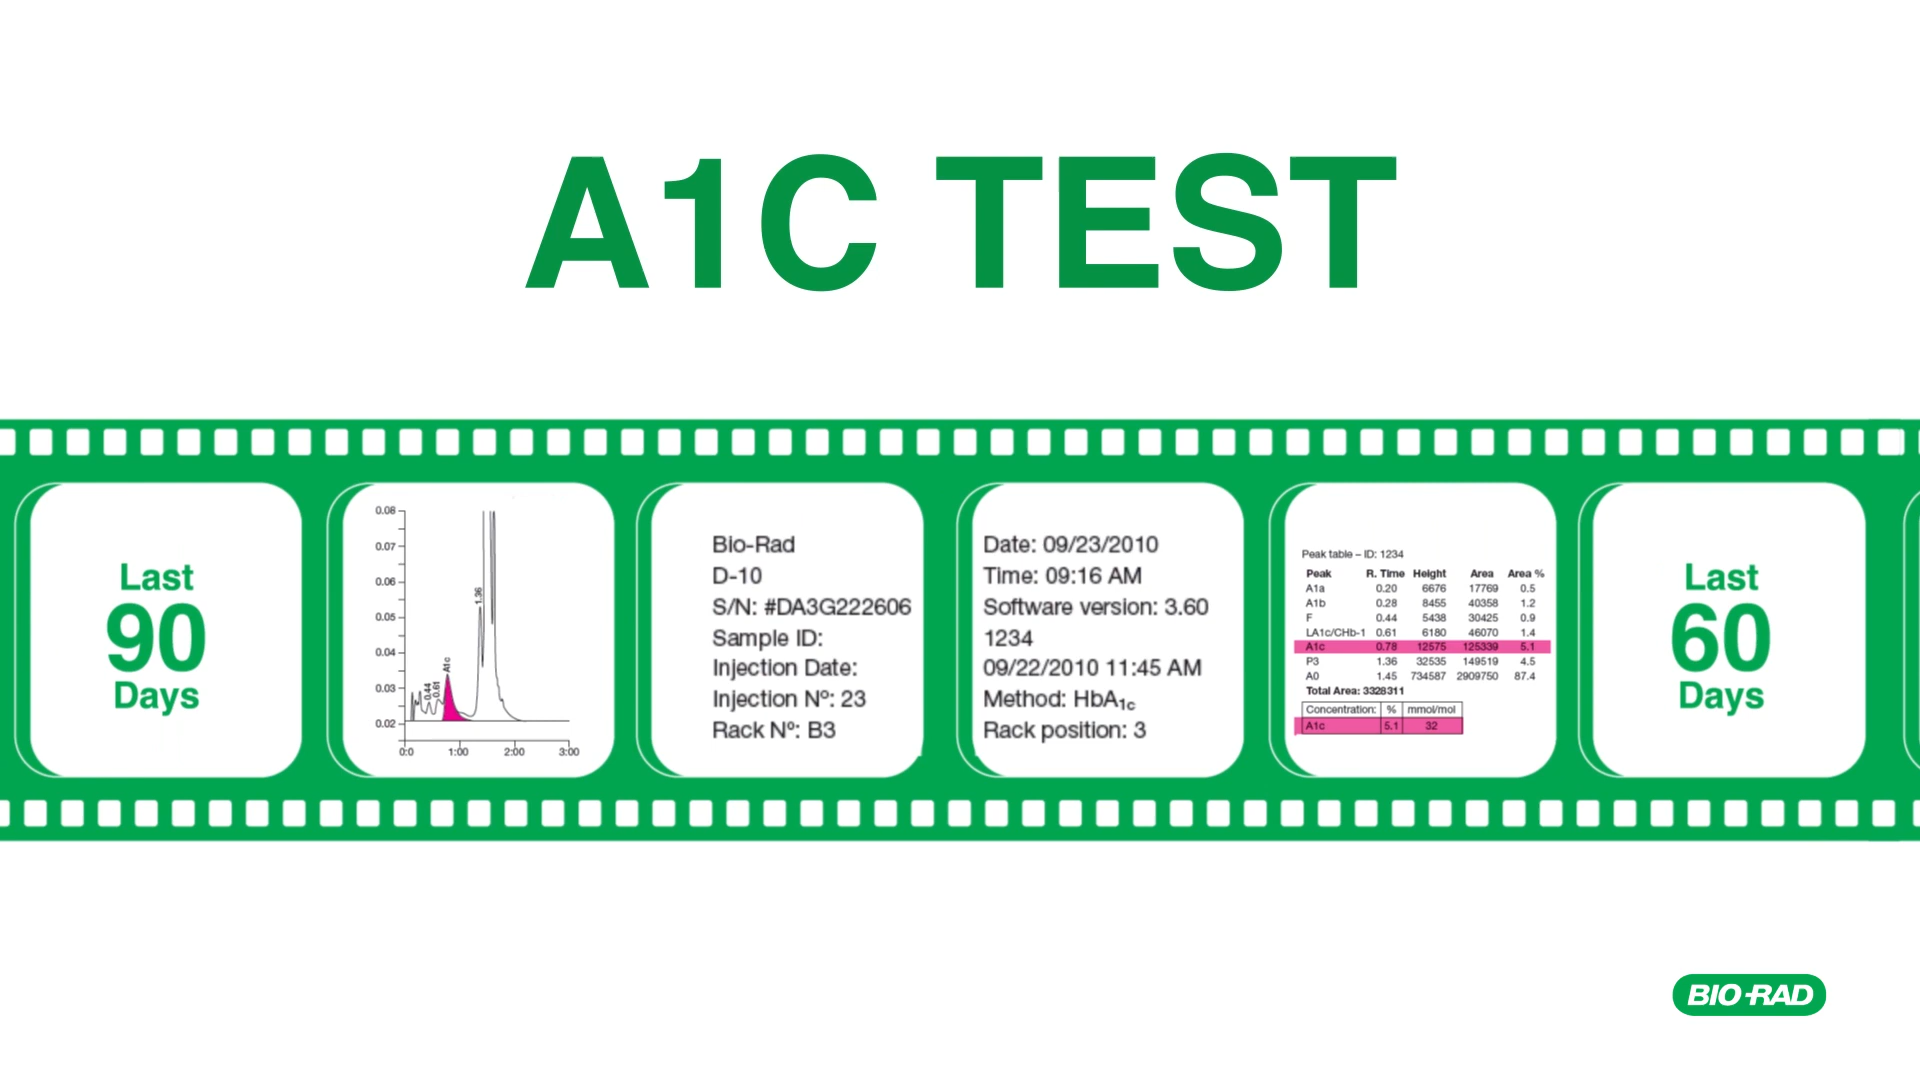 A1C TEST
Last
90
Days
0.08
0.07
0.06
0.05
0.04
0.03
0.02
0.44
0.61
A1c
1.36
0:0 1:00 2:00 3:00
Bio-Rad
D-10
S/N: #DA3G222606
Sample ID:
Injection Date:
Injection Nº: 23
Rack Nº: B3
Date: 09/23/2010
Time: 09:16 AM
Software version: 3.60
1234
09/22/2010 11:45 AM
Method: HbA1c
Rack position: 3
Peak table – ID: 1234
Peak R. Time Height Area Area %
A1a 0.20 6676 17769 0.5
A1b 0.28 8455 40358 1.2
F 0.44 5438 30425 0.9
LA1c/CHb-1 0.61 6180 46070 1.4
A1c 0.78 12575 125339 5.1
P3 1.36 32535 149519 4.5
A0 1.45 734587 2909750 87.4
Total Area: 3328311
Concentration: % mmol/mol
A1c 5.1 32
Last
60
Days
BIO-RAD